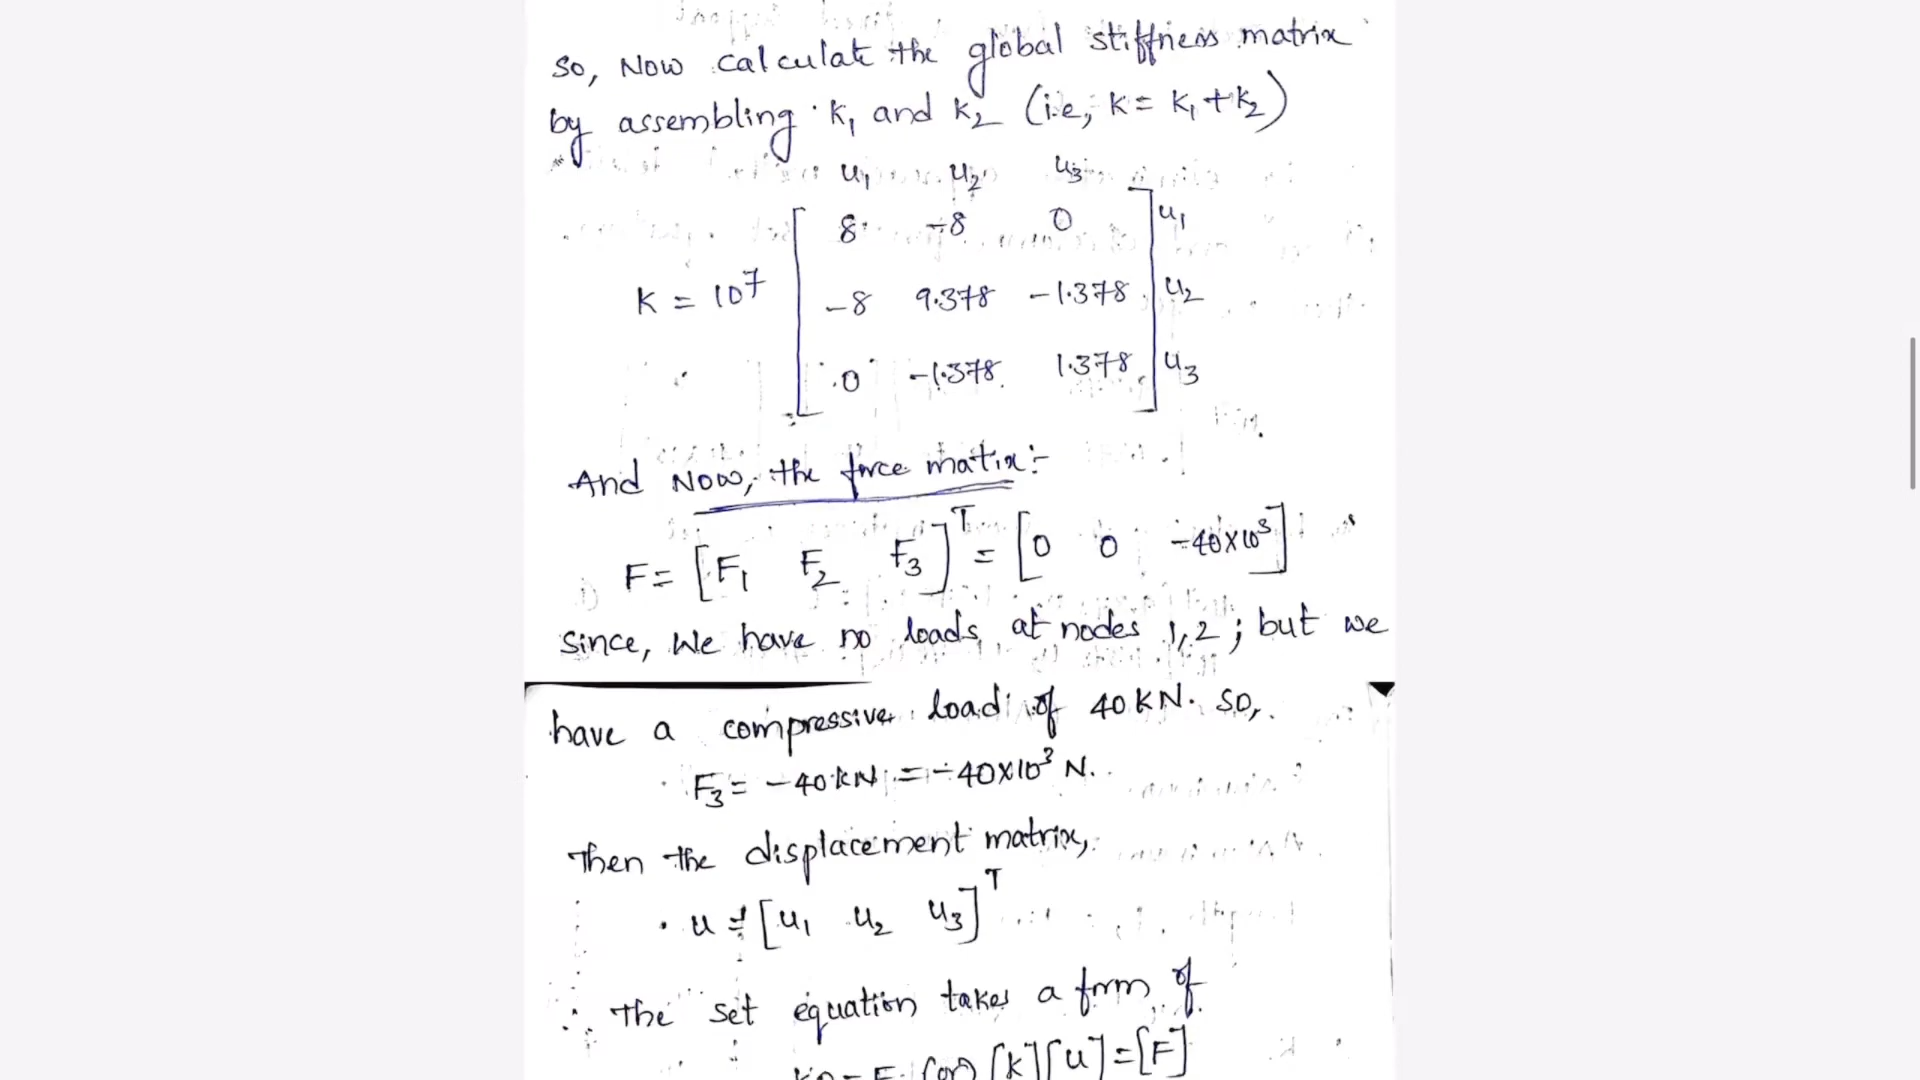 So, Now calculate the global stiffness matrix
by assembling k₁ and k₂ (i.e, k = k₁ + k₂)
u₁ u₂ u₃
8 -8 0 u₁
K = 10⁷ -8 9.378 -1.378 u₂
0 -1.378 1.378 u₃
And Now, the force matix:-
F = [F₁ F₂ F₃]ᵀ = [0 0 -40×10³]
Since, We have no loads at nodes 1,2 ; but we
have a compressive load of 40 KN. So,
F₃ = -40 kN = -40×10³ N.
Then the displacement matrix,
u = [u₁ u₂ u₃]ᵀ
∴ The set equation takes a form of
(or) [K][u] = [F]